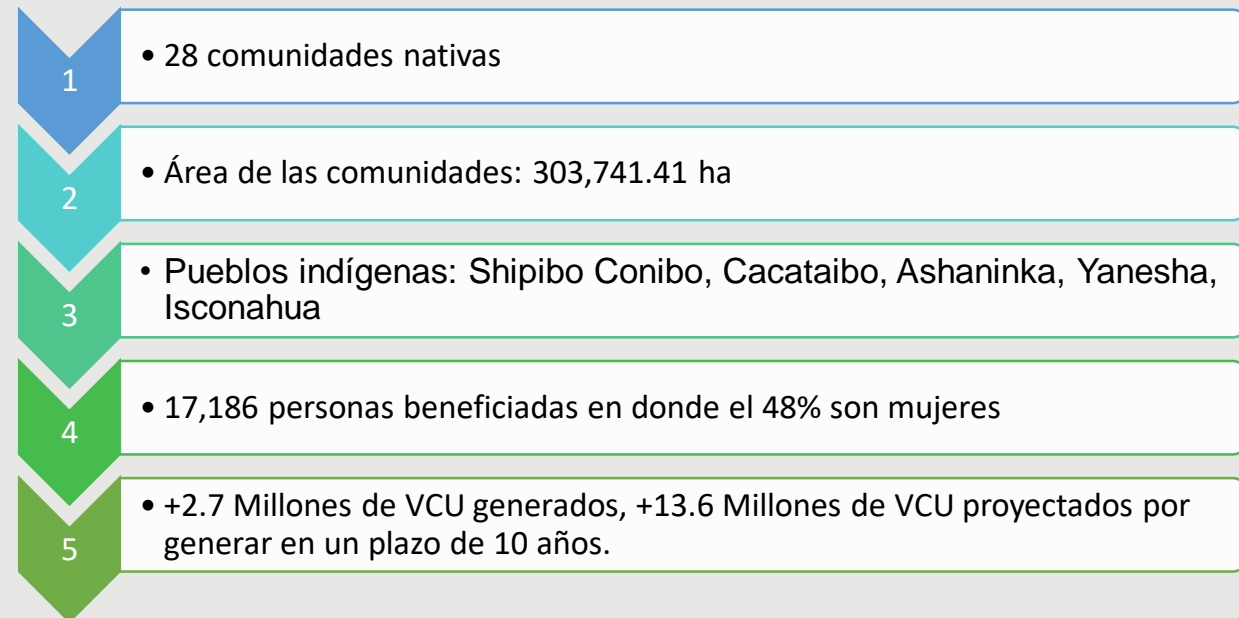 1
• 28 comunidades nativas
2
• Área de las comunidades: 303,741.41 ha
3
• Pueblos indígenas: Shipibo Conibo, Cacataibo, Ashaninka, Yanesha,
Isconahua
4
• 17,186 personas beneficiadas en donde el 48% son mujeres
5
• +2.7 Millones de VCU generados, +13.6 Millones de VCU proyectados por
generar en un plazo de 10 años.